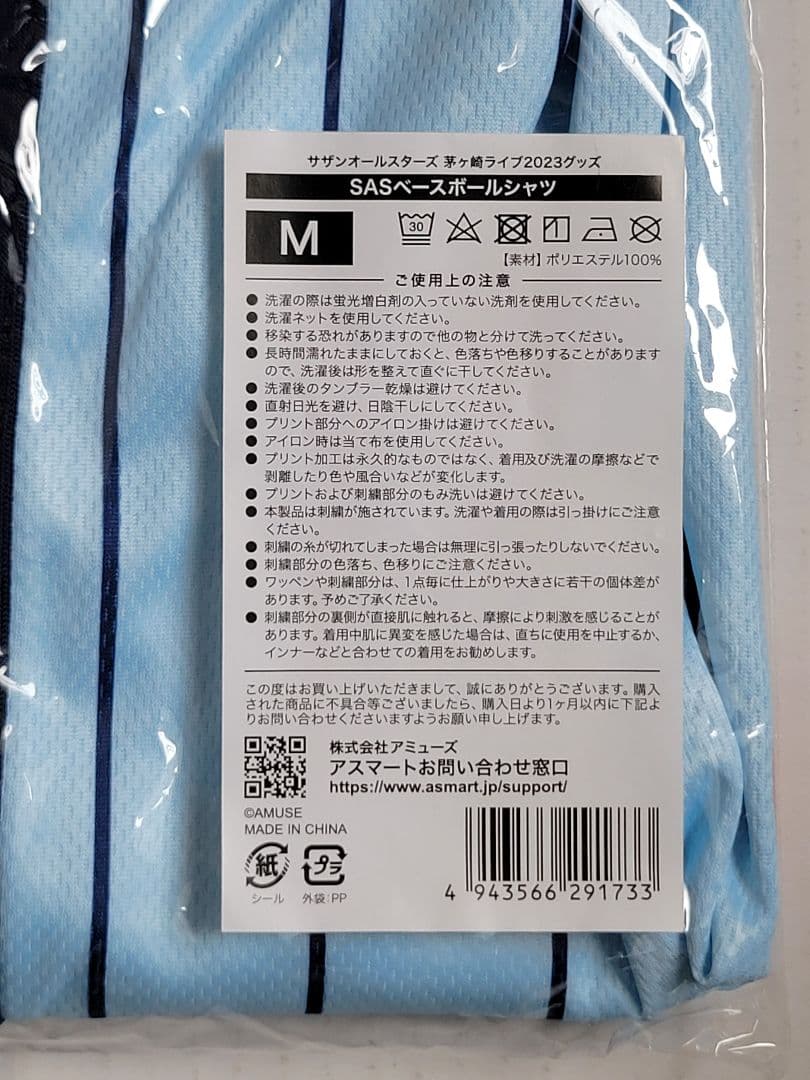 サザンオールスターズ 茅ヶ崎ライブ2023グッズ
SASベースボールシャツ
M
30
【素材】ポリエステル100%
ご使用上の注意
● 洗濯の際は蛍光増白剤の入っていない洗剤を使用してください。
● 洗濯ネットを使用してください。
● 移染する恐れがありますので他の物と分けて洗ってください。
● 長時間濡れたままにしておくと、色落ちや色移りすることがあります
ので、洗濯後は形を整えて直ぐに干してください。
● 洗濯後のタンブラー乾燥は避けてください。
● 直射日光を避け、日陰干しにしてください。
● プリント部分へのアイロン掛けは避けてください。
● アイロン時は当て布を使用してください。
● プリント加工は永久的なものではなく、着用及び洗濯の摩擦などで
剥離したり色や風合いなどが変化します。
● プリントおよび刺繍部分のもみ洗いは避けてください。
● 本製品は刺繍が施されています。洗濯や着用の際は引っ掛けにご注意
ください。
● 刺繍の糸が切れてしまった場合は無理に引っ張ったりしないでください。
● 刺繍部分の色落ち、色移りにご注意ください。
● ワッペンや刺繍部分は、1点毎に仕上がりや大きさに若干の個体差が
あります。予めご了承ください。
● 刺繍部分の裏側が直接肌に触れると、摩擦により刺激を感じることが
あります。着用中肌に異変を感じた場合は、直ちに使用を中止するか、
インナーなどと合わせての着用をお勧めします。
この度はお買い上げいただきまして、誠にありがとうございます。購入
された商品に不具合等ございましたら、購入日より1ヶ月以内に下記よ
りお問い合わせくださいますようお願い申し上げます。
株式会社アミューズ
アスマートお問い合わせ窓口
https://www.asmart.jp/support/
©AMUSE
MADE IN CHINA
紙
プラ
シール
外袋:PP
4 943566 291733